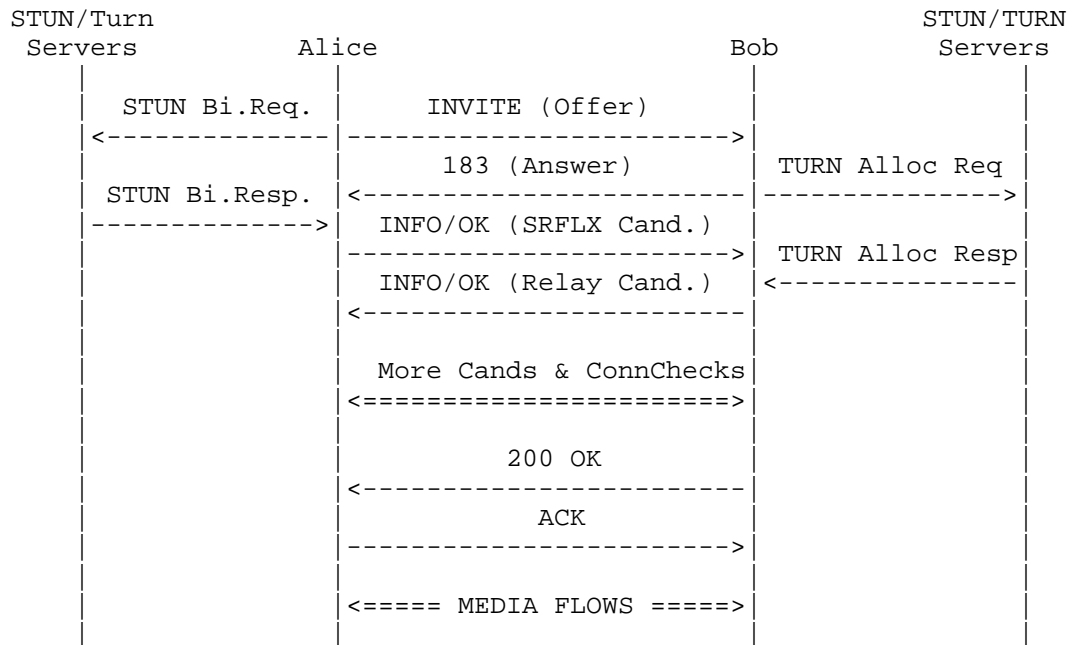 STUN/Turn STUN/TURN
Servers Alice Bob Servers
STUN Bi.Req. INVITE (Offer)
183 (Answer) TURN Alloc Req
STUN Bi.Resp.
INFO/OK (SRFLX Cand.)
TURN Alloc Resp
INFO/OK (Relay Cand.)
More Cands & ConnChecks
200 OK
ACK
MEDIA FLOWS